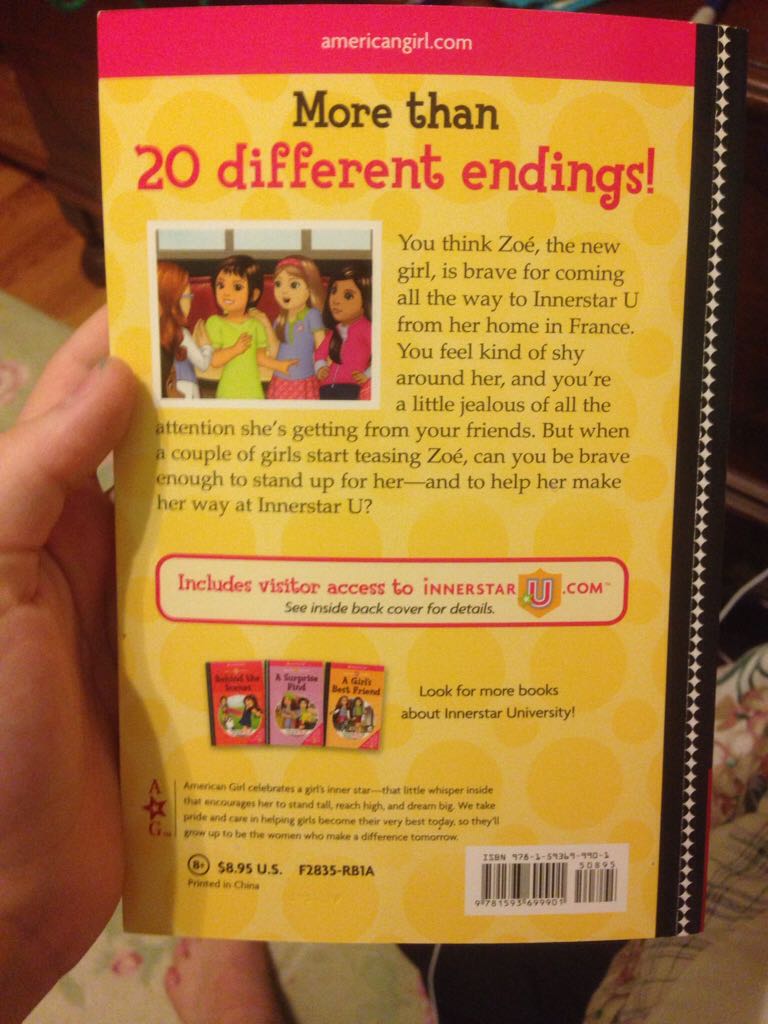 americangirl.com
More than
20 different endings!
You think Zoé, the new
girl, is brave for coming
all the way to Innerstar U
from her home in France.
You feel kind of shy
around her, and you're
a little jealous of all the
attention she's getting from your friends. But when
a couple of girls start teasing Zoé, can you be brave
enough to stand up for her—and to help her make
her way at Innerstar U?
Includes visitor access to INNERSTAR U.COM™
See inside back cover for details.
Behind the
Scenes
A Surprise
Find
A Girl's
Best Friend
Look for more books
about Innerstar University!
A
G™
American Girl celebrates a girl's inner star—that little whisper inside
that encourages her to stand tall, reach high, and dream big. We take
pride and care in helping girls become their very best today, so they'll
grow up to be the women who make a difference tomorrow.
8+ $8.95 U.S. F2835-RB1A
Printed in China
ISBN 978-1-59369-990-1
50895
9781593699901